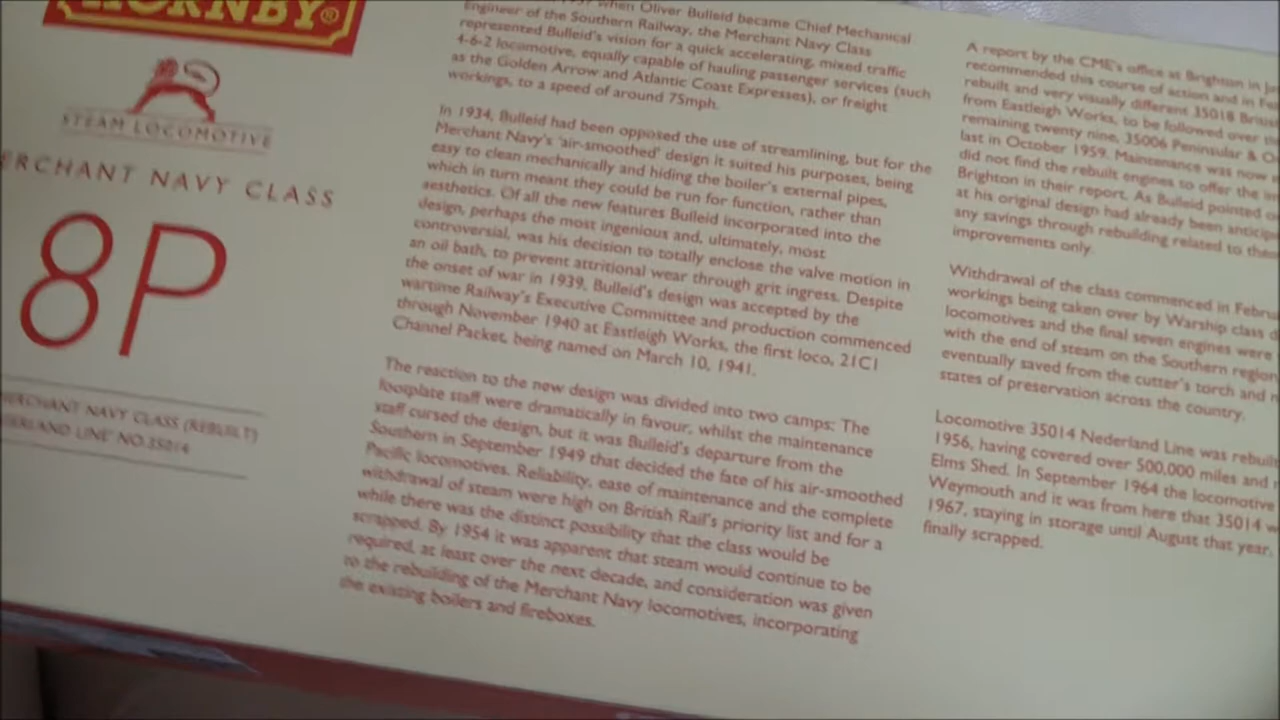 HORNBY®
STEAM LOCOMOTIVE
ERCHANT NAVY CLASS
8P
MERCHANT NAVY CLASS (REBUILT)
ERLAND LINE' NO.35014
when Oliver Bulleid became Chief Mechanical
Engineer of the Southern Railway, the Merchant Navy Class
represented Bulleid's vision for a quick accelerating, mixed traffic
4-6-2 locomotive, equally capable of hauling passenger services (such
as the Golden Arrow and Atlantic Coast Expresses), or freight
workings, to a speed of around 75mph.
In 1934, Bulleid had been opposed the use of streamlining, but for the
Merchant Navy's 'air-smoothed' design it suited his purposes, being
easy to clean mechanically and hiding the boiler's external pipes,
which in turn meant they could be run for function, rather than
aesthetics. Of all the new features Bulleid incorporated into the
design, perhaps the most ingenious and, ultimately, most
controversial, was his decision to totally enclose the valve motion in
an oil bath, to prevent attritional wear through grit ingress. Despite
the onset of war in 1939, Bulleid's design was accepted by the
wartime Railway's Executive Committee and production commenced
through November 1940 at Eastleigh Works, the first loco, 21C1
Channel Packet, being named on March 10, 1941.
The reaction to the new design was divided into two camps: The
footplate staff were dramatically in favour, whilst the maintenance
staff cursed the design, but it was Bulleid's departure from the
Southern in September 1949 that decided the fate of his air-smoothed
Pacific locomotives. Reliability, ease of maintenance and the complete
withdrawal of steam were high on British Rail's priority list and for a
while there was the distinct possibility that the class would be
scrapped. By 1954 it was apparent that steam would continue to be
required, at least over the next decade, and consideration was given
to the rebuilding of the Merchant Navy locomotives, incorporating
the existing boilers and fireboxes.
A report by the CME's office at Brighton in
recommended this course of action and in
rebuilt and very visually different 35018
from Eastleigh Works, to be followed over
remaining twenty nine, 35006 Peninsular & O
last in October 1959. Maintenance was now
did not find the rebuilt engines to offer the
Brighton in their report. As Bulleid pointed
at his original design had already been
any savings through rebuilding related to
improvements only.
Withdrawal of the class commenced in
workings being taken over by Warship class
locomotives and the final seven engines were
with the end of steam on the Southern region
eventually saved from the cutter's torch and
states of preservation across the country.
Locomotive 35014 Nederland Line was
1956, having covered over 500,000 miles and
Elms Shed. In September 1964 the locomotive
Weymouth and it was from here that 35014
1967, staying in storage until August that year,
finally scrapped.